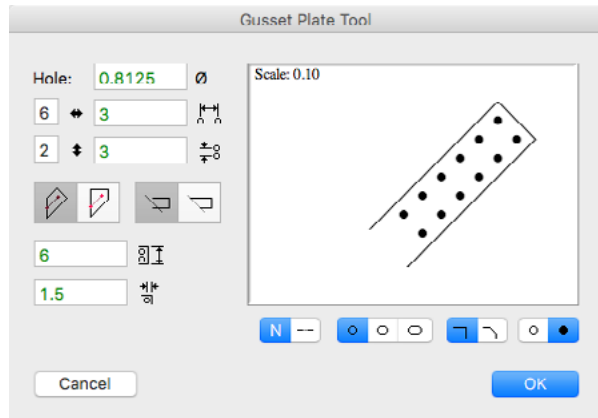 Gusset Plate Tool
Hole: 0.8125 Ø
Scale: 0.10
6 3
2 3
6
1.5
N
Cancel OK